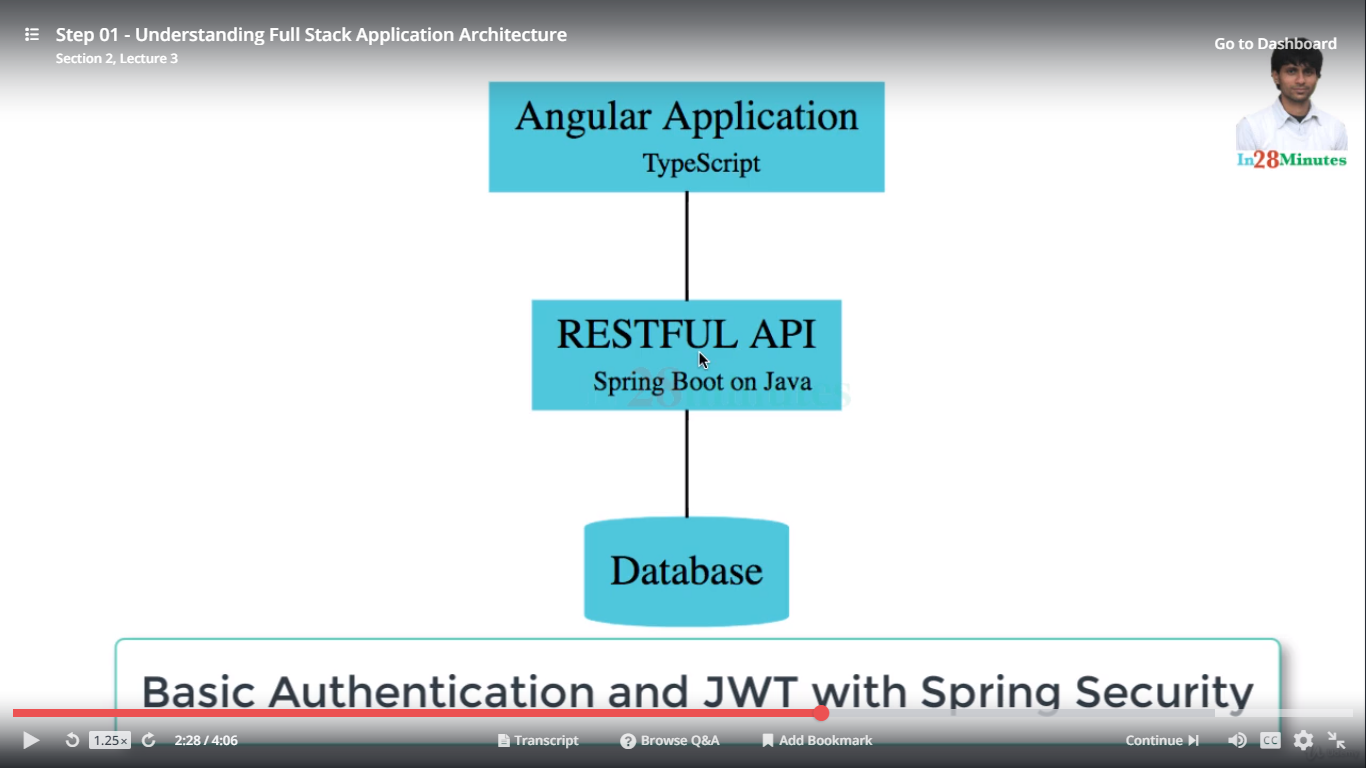 Step 01 - Understanding Full Stack Application Architecture
Section 2, Lecture 3
Go to Dashboard
In28Minutes
Angular Application
TypeScript
RESTFUL API
Spring Boot on Java
28minutes
Database
Basic Authentication and JWT with Spring Security
1.25x
2:28 / 4:06
Transcript
Browse Q&A
Add Bookmark
Continue
CC